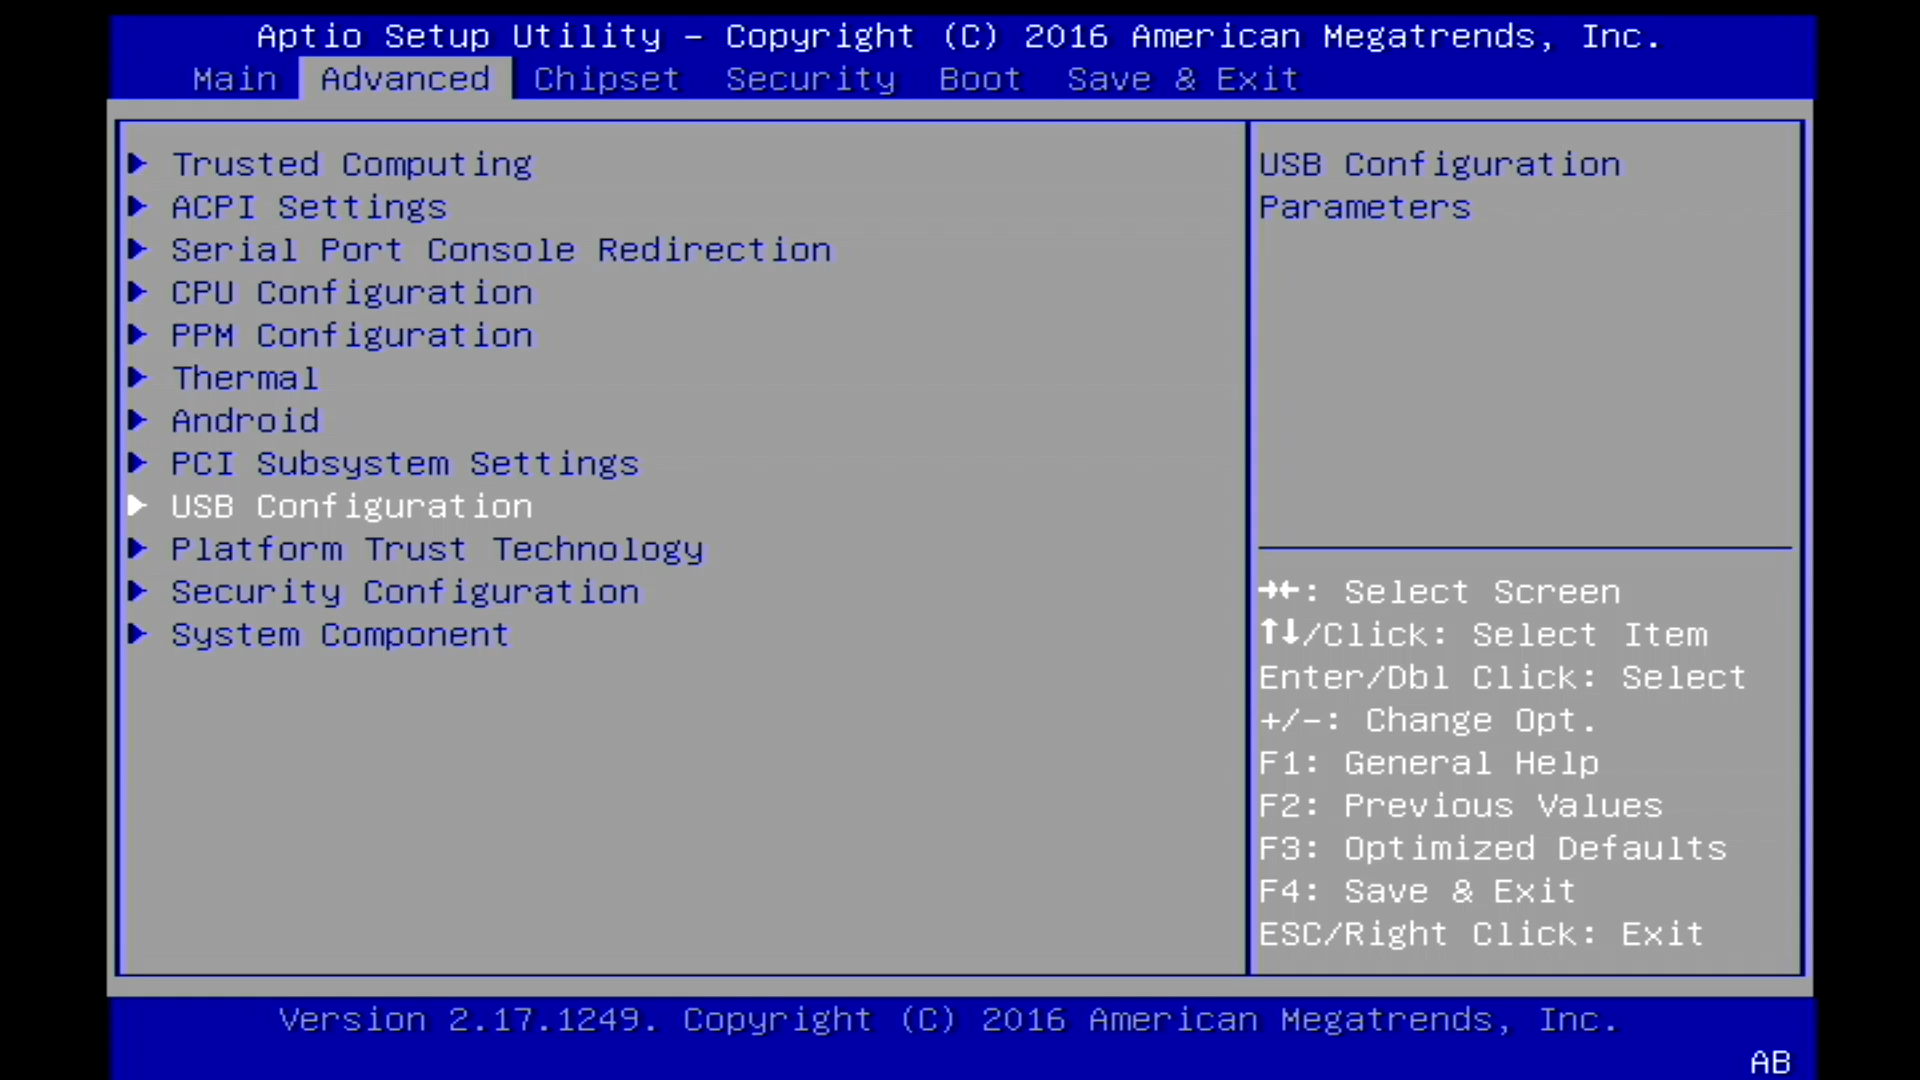 Aptio Setup Utility – Copyright (C) 2016 American Megatrends, Inc.
Main Advanced Chipset Security Boot Save & Exit
Trusted Computing
ACPI Settings
Serial Port Console Redirection
CPU Configuration
PPM Configuration
Thermal
Android
PCI Subsystem Settings
USB Configuration
Platform Trust Technology
Security Configuration
System Component
USB Configuration
Parameters
→←: Select Screen
↑↓/Click: Select Item
Enter/Dbl Click: Select
+/-: Change Opt.
F1: General Help
F2: Previous Values
F3: Optimized Defaults
F4: Save & Exit
ESC/Right Click: Exit
Version 2.17.1249. Copyright (C) 2016 American Megatrends, Inc.
AB